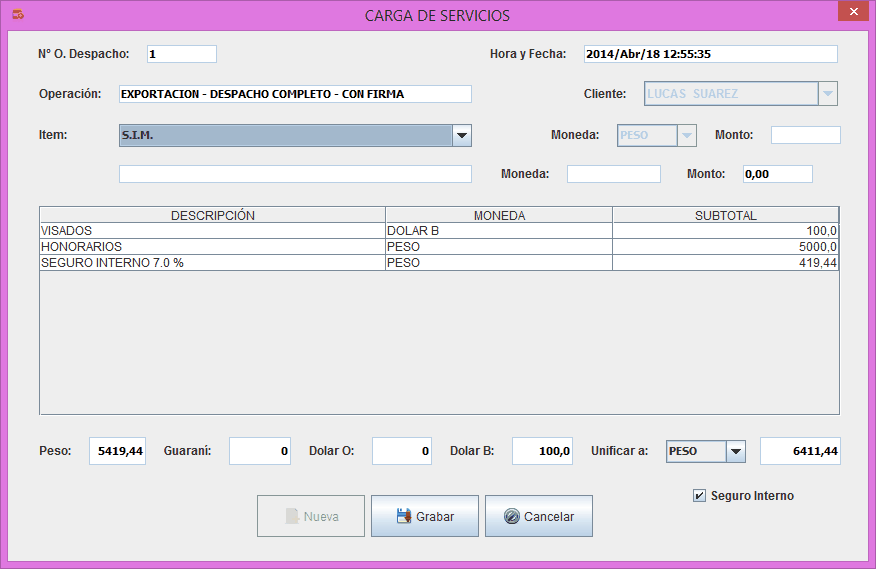 CARGA DE SERVICIOS
Nº O. Despacho: 1 Hora y Fecha: 2014/Abr/18 12:55:35
Operación: EXPORTACION - DESPACHO COMPLETO - CON FIRMA Cliente: LUCAS SUAREZ
Item: S.I.M. Moneda: PESO Monto:
Moneda: Monto: 0,00
DESCRIPCIÓN MONEDA SUBTOTAL
VISADOS DOLAR B 100,0
HONORARIOS PESO 5000,0
SEGURO INTERNO 7.0 % PESO 419,44
Peso: 5419,44 Guaraní: 0 Dolar O: 0 Dolar B: 100,0 Unificar a: PESO 6411,44
Seguro Interno
Nueva Grabar Cancelar